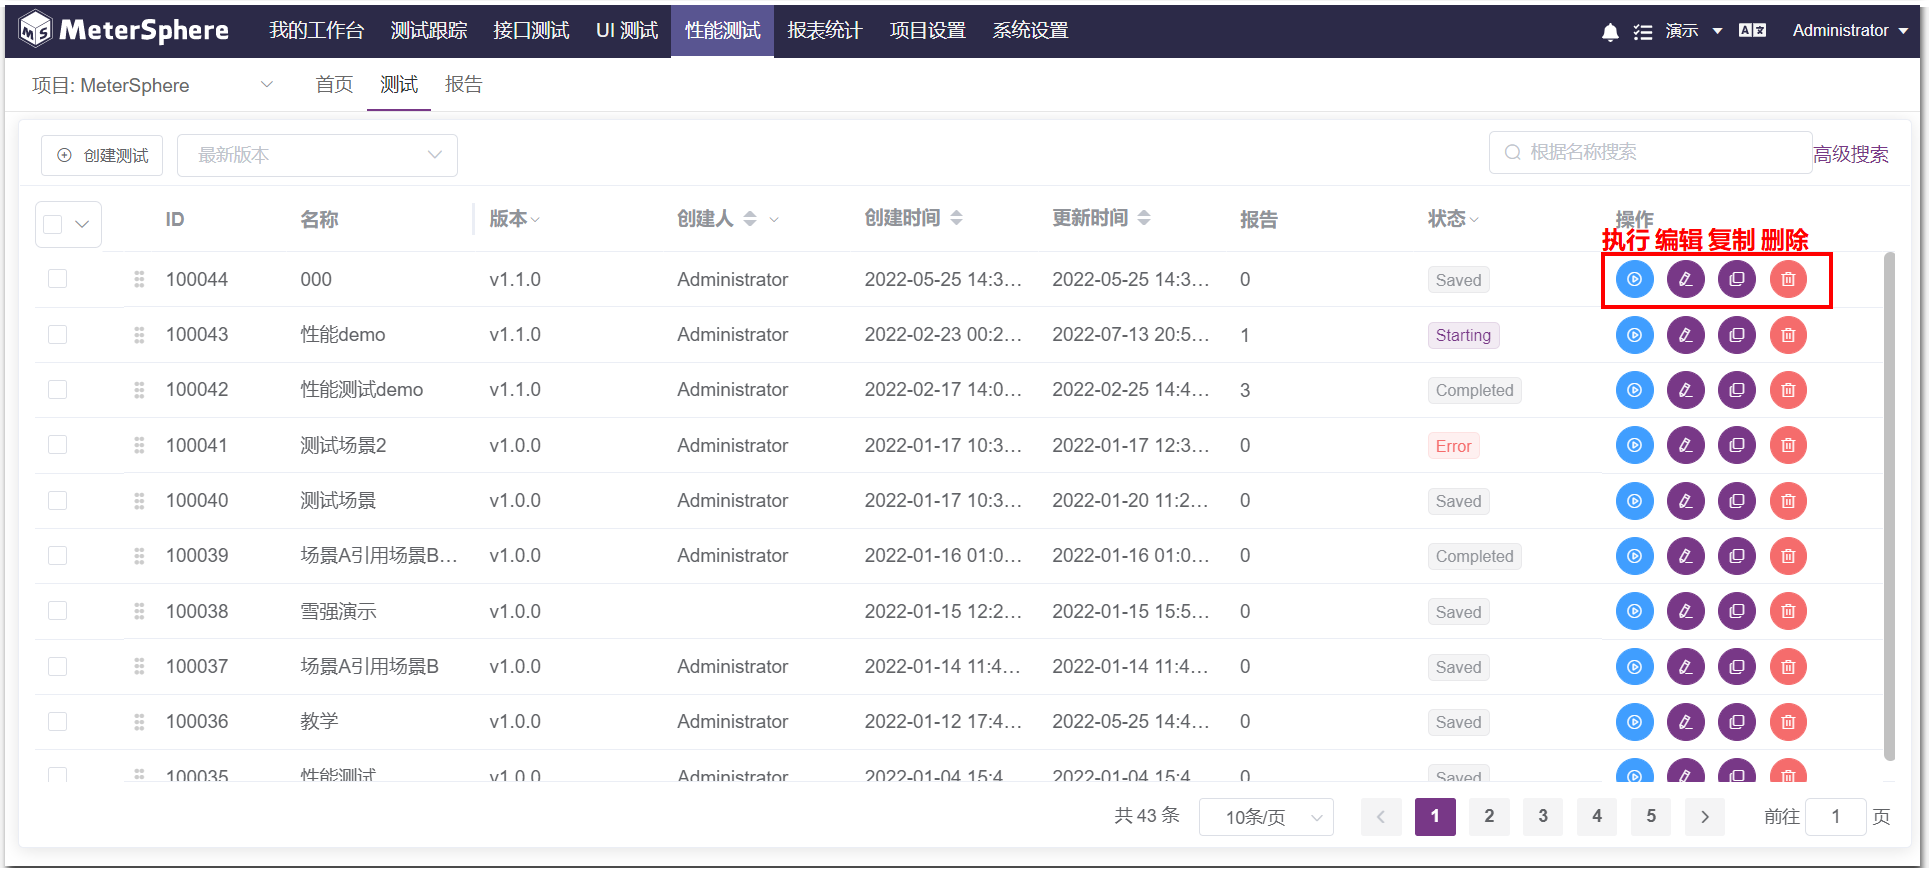 MeterSphere 我的工作台 测试跟踪 接口测试 UI 测试 性能测试 报表统计 项目设置 系统设置 演示 Administrator
项目: MeterSphere 首页 测试 报告
创建测试 最新版本 根据名称搜索 高级搜索
ID 名称 版本 创建人 创建时间 更新时间 报告 状态 操作
执行 编辑 复制 删除
100044 000 v1.1.0 Administrator 2022-05-25 14:3... 2022-05-25 14:3... 0 Saved
100043 性能demo v1.1.0 Administrator 2022-02-23 00:2... 2022-07-13 20:5... 1 Starting
100042 性能测试demo v1.1.0 Administrator 2022-02-17 14:0... 2022-02-25 14:4... 3 Completed
100041 测试场景2 v1.0.0 Administrator 2022-01-17 10:3... 2022-01-17 12:3... 0 Error
100040 测试场景 v1.0.0 Administrator 2022-01-17 10:3... 2022-01-20 11:2... 0 Saved
100039 场景A引用场景B... v1.0.0 Administrator 2022-01-16 01:0... 2022-01-16 01:0... 0 Completed
100038 雪强演示 v1.0.0 2022-01-15 12:2... 2022-01-15 15:5... 0 Saved
100037 场景A引用场景B v1.0.0 Administrator 2022-01-14 11:4... 2022-01-14 11:4... 0 Saved
100036 教学 v1.0.0 Administrator 2022-01-12 17:4... 2022-05-25 14:4... 0 Saved
100035 性能测试 v1.0.0 Administrator 2022-01-04 15:4 2022-01-04 15:4 0 Saved
共 43 条 10条/页 1 2 3 4 5 前往 1 页